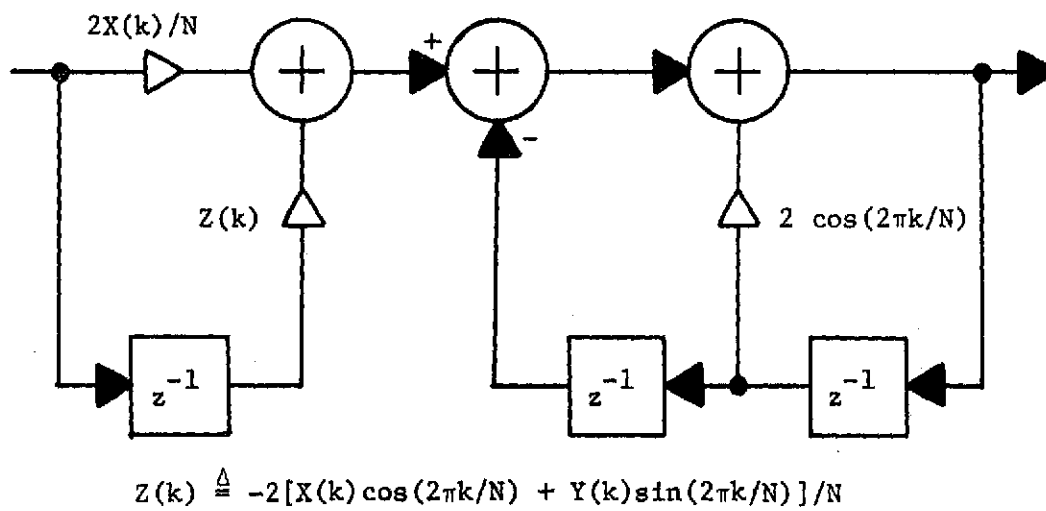 2X(k)/N
+
+
+
+
-
Z(k)
2 cos(2πk/N)
z⁻¹
z⁻¹
z⁻¹
Z(k) ≜ -2[X(k)cos(2πk/N) + Y(k)sin(2πk/N)]/N